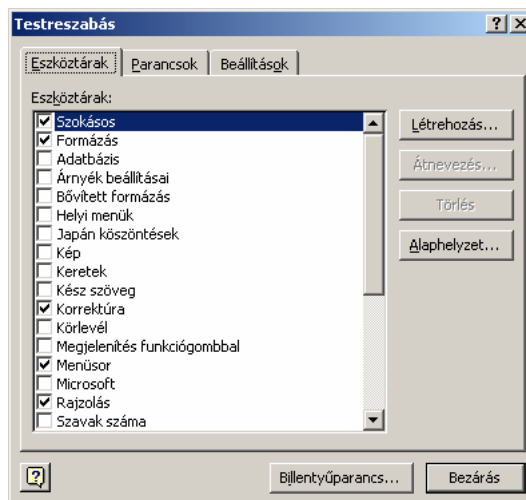 Testreszabás
Eszköztárak Parancsok Beállítások
Eszköztárak:
Szokásos
Formázás
Adatbázis
Árnyék beállításai
Bővített formázás
Helyi menük
Japán köszöntések
Kép
Keretek
Kész szöveg
Korrektúra
Körlevél
Megjelenítés funkciógombbal
Menüsor
Microsoft
Rajzolás
Szavak száma
Létrehozás...
Átnevezés...
Törlés
Alaphelyzet...
Billentyűparancs...
Bezárás